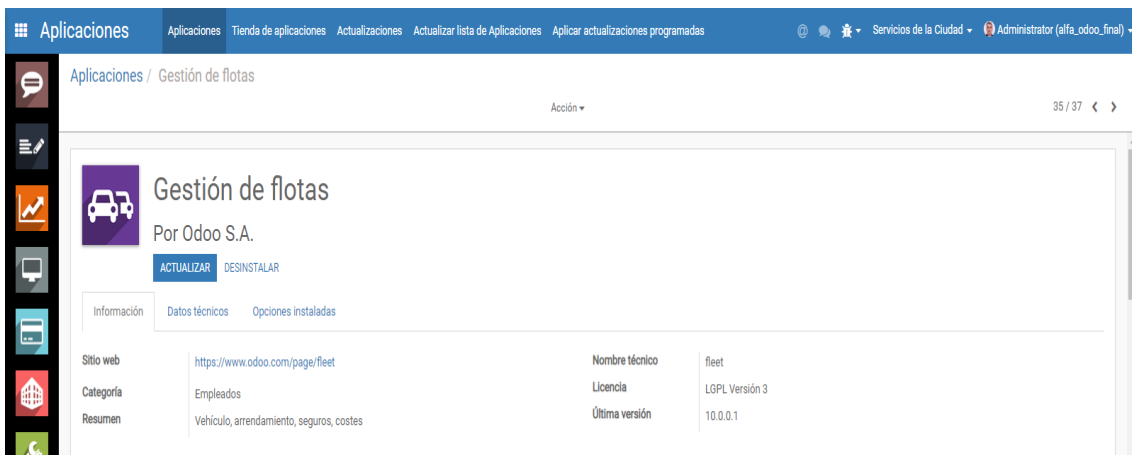 Aplicaciones Aplicaciones Tienda de aplicaciones Actualizaciones Actualizar lista de Aplicaciones Aplicar actualizaciones programadas @ Servicios de la Ciudad Administrator (alfa_odoo_final)
Aplicaciones / Gestión de flotas
Acción 35 / 37
Gestión de flotas
Por Odoo S.A.
ACTUALIZAR DESINSTALAR
Información Datos técnicos Opciones instaladas
Sitio web https://www.odoo.com/page/fleet Nombre técnico fleet
Categoría Empleados Licencia LGPL Versión 3
Resumen Vehículo, arrendamiento, seguros, costes Última versión 10.0.0.1